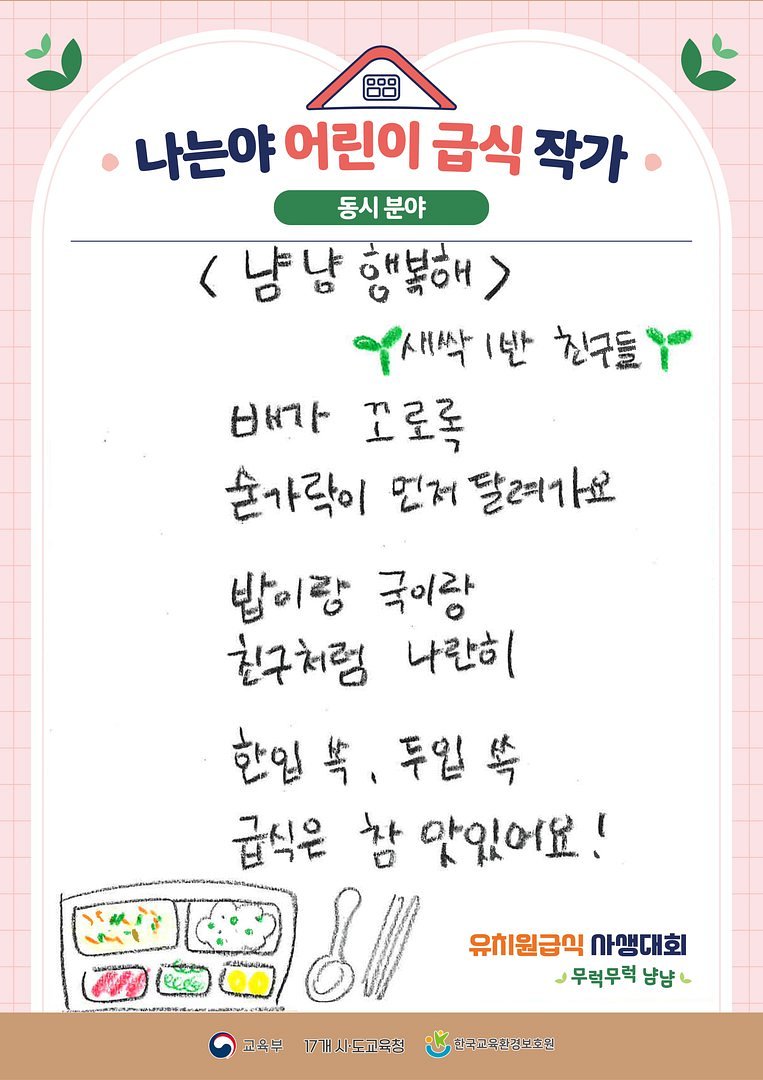 나는야 어린이 급식 작가
동시 분야
< 냠냠 행복해 >
새싹1반 친구들
배가 꼬르륵
숟가락이 먼저 달려가요
밥이랑 국이랑
친구처럼 나란히
한입 쏙, 두입 쏙
급식은 참 맛있어요!
유치원급식 사생대회
무럭무럭 냠냠
교육부 17개 시·도교육청 한국교육환경보호원